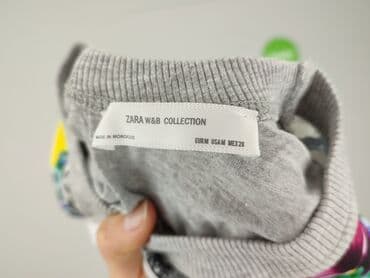 ZARA W&B COLLECTION
MADE IN MOROCCO
EUR M USA M MEX 28